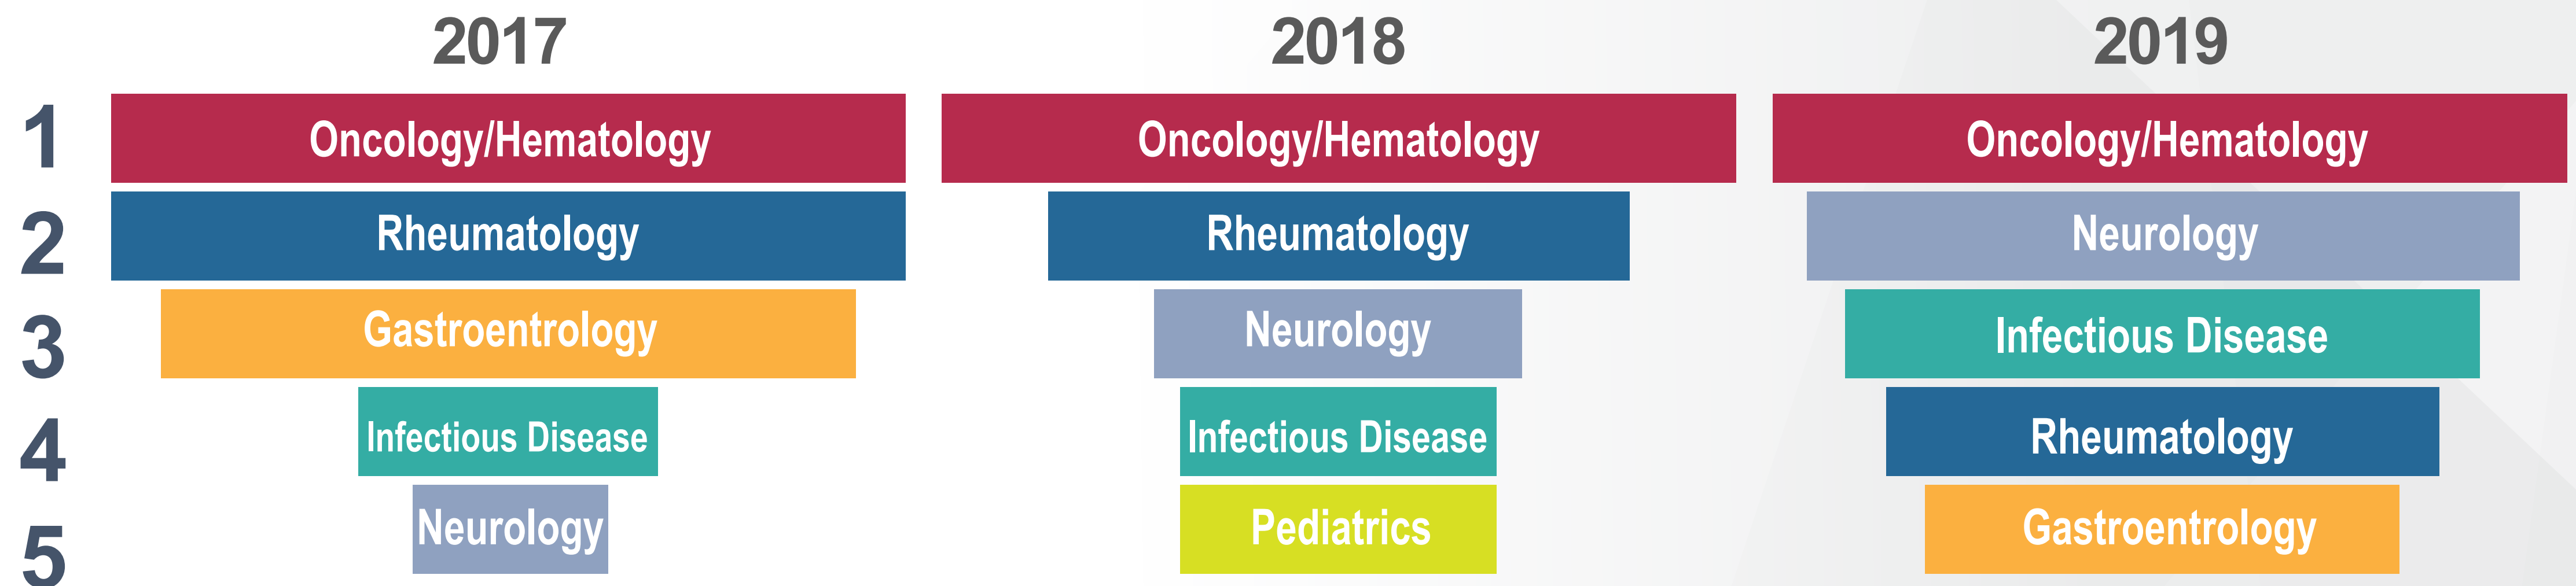 2017 2018 2019
1 Oncology/Hematology Oncology/Hematology Oncology/Hematology
2 Rheumatology Rheumatology Neurology
3 Gastroentrology Neurology Infectious Disease
4 Infectious Disease Infectious Disease Rheumatology
5 Neurology Pediatrics Gastroentrology